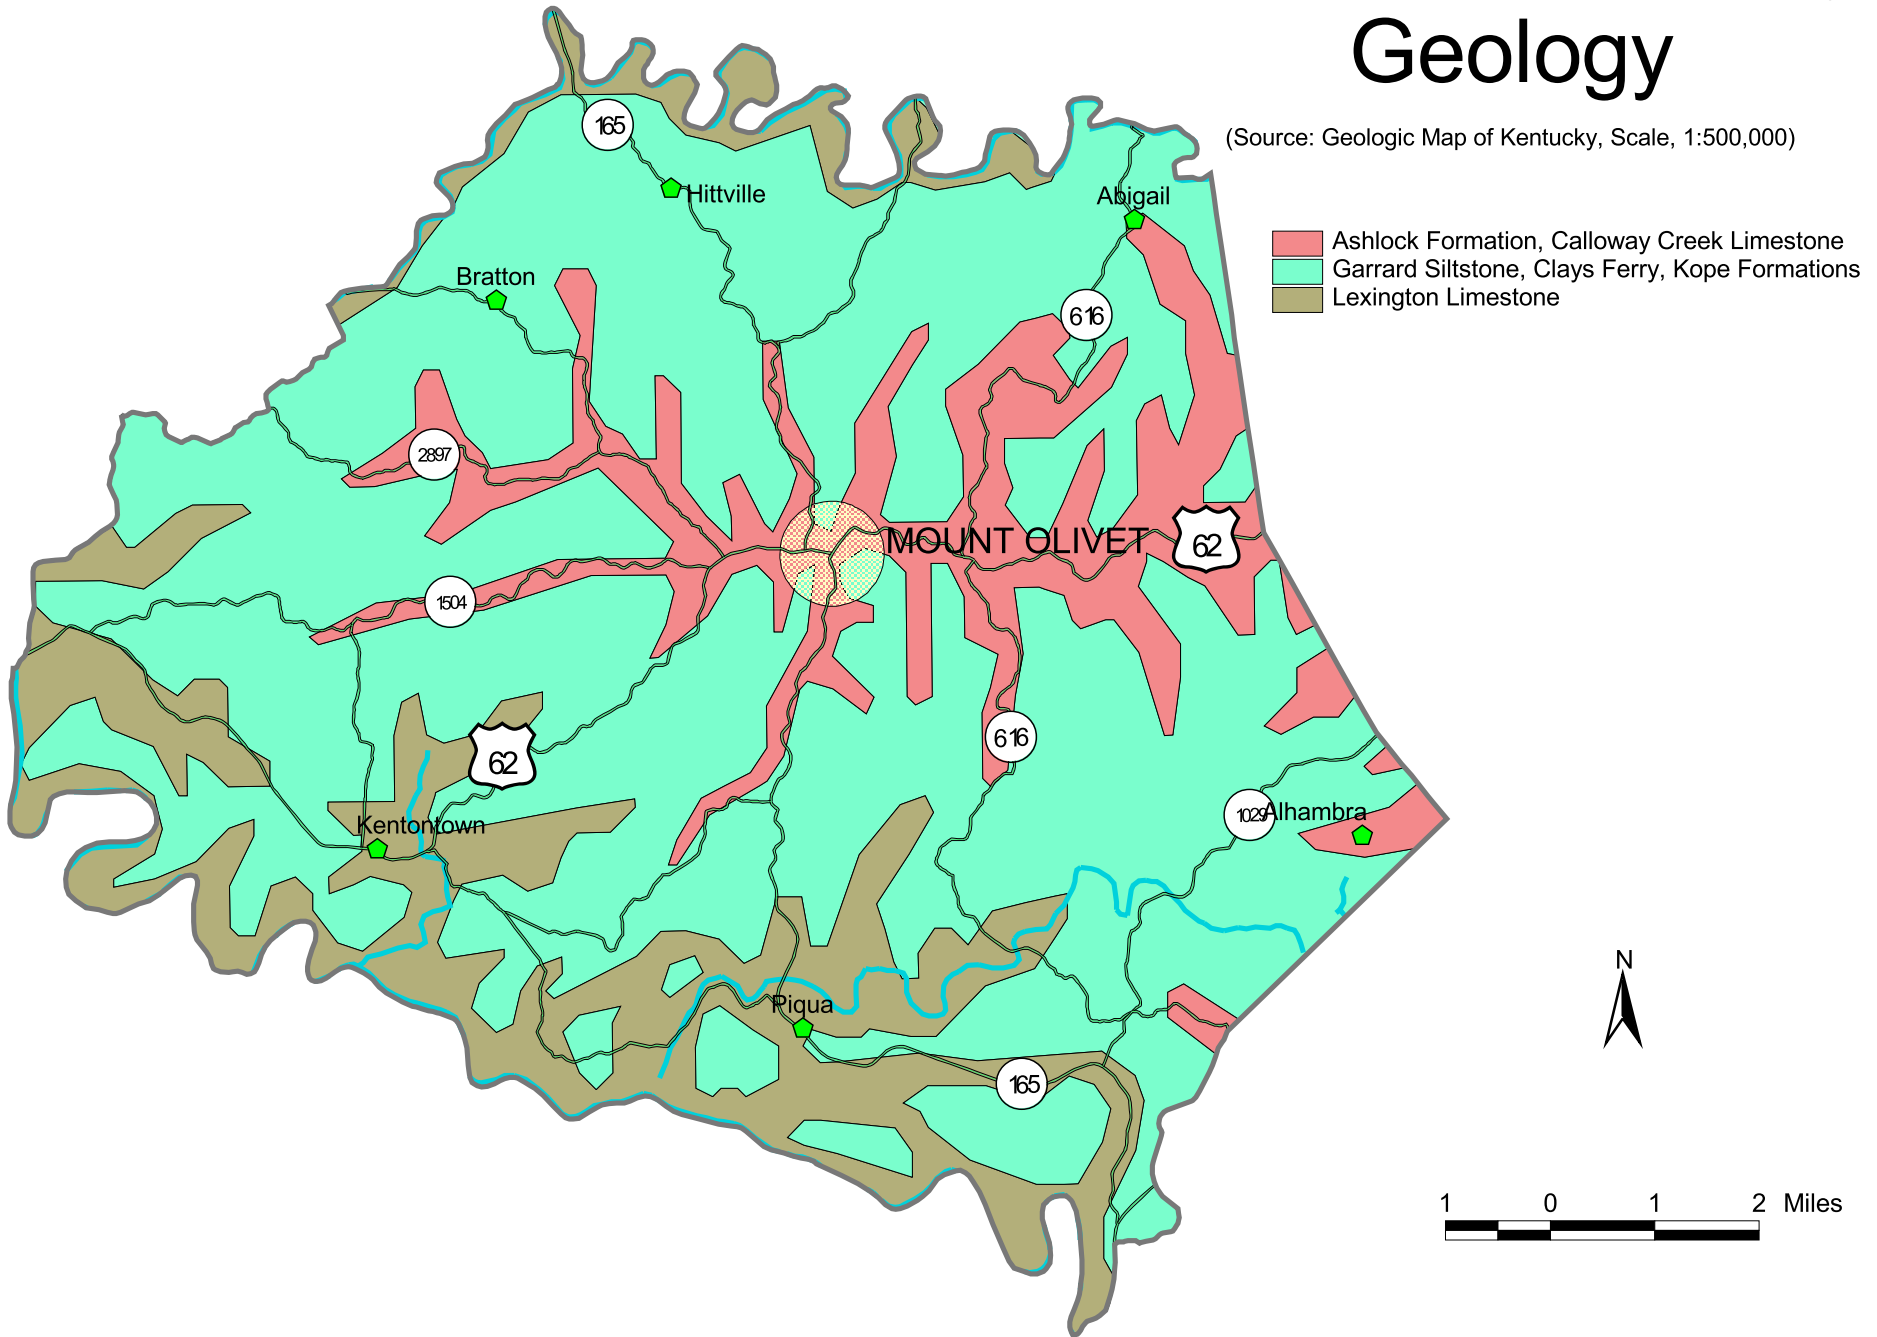 Geology
(Source: Geologic Map of Kentucky, Scale, 1:500,000)
165
Hittville
Abigail
Ashlock Formation, Calloway Creek Limestone
Garrard Siltstone, Clays Ferry, Kope Formations
Lexington Limestone
Bratton
616
2897
MOUNT OLIVET
62
1504
616
62
1029
Alhambra
Kentontown
N
Piqua
165
1 0 1 2 Miles